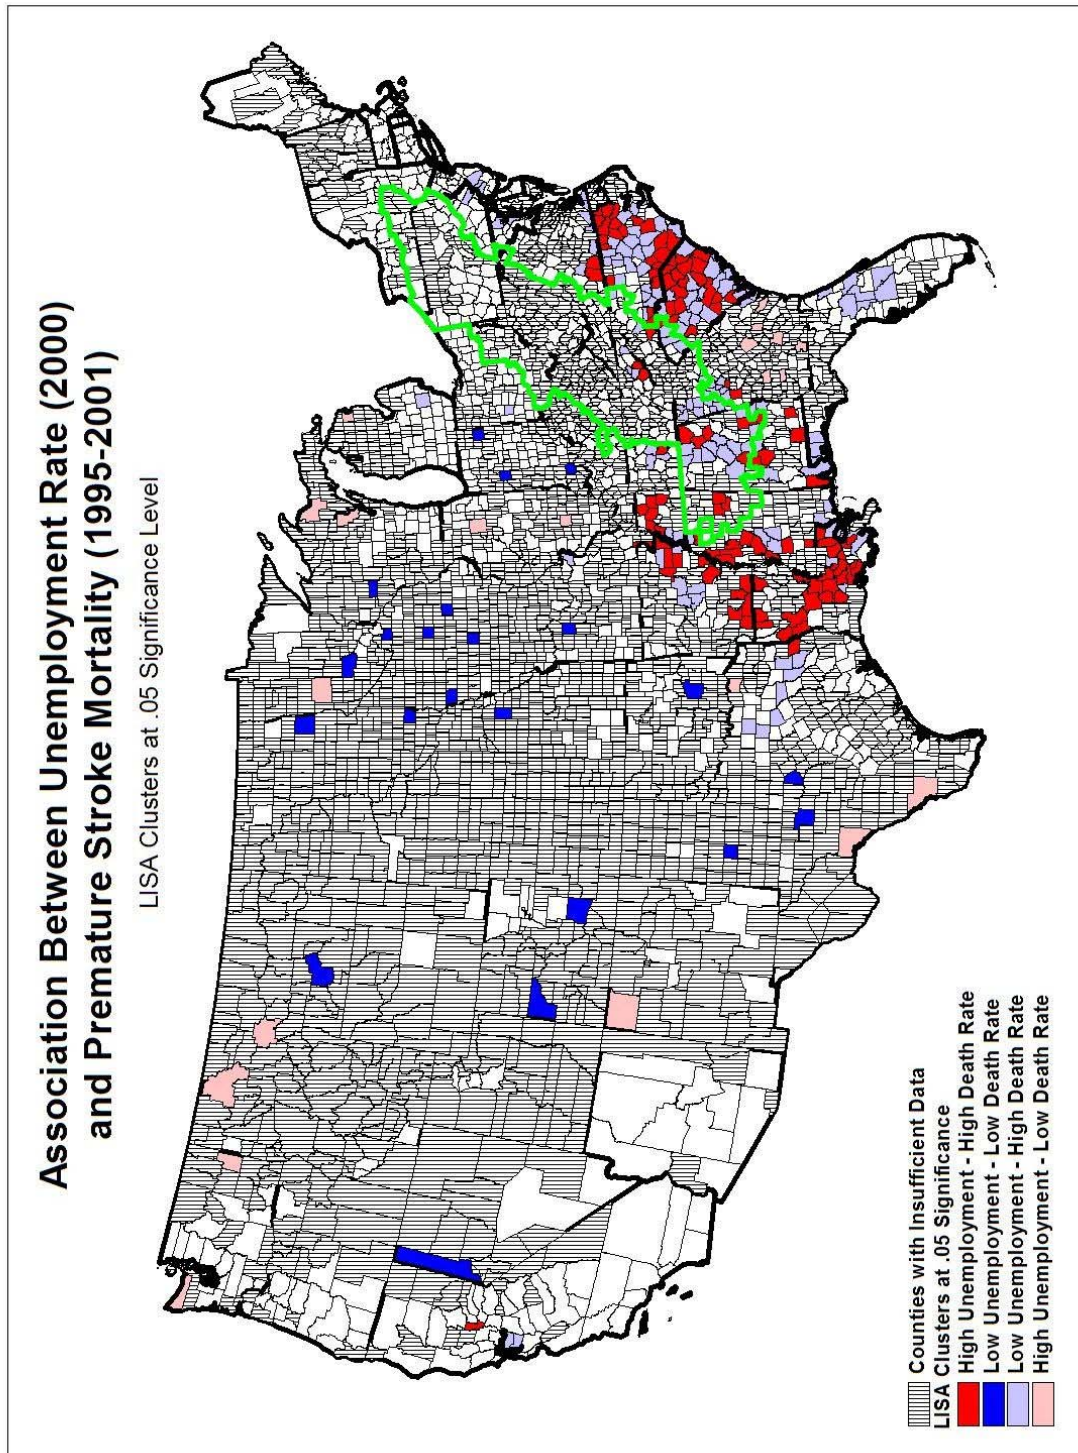 Association Between Unemployment Rate (2000)
and Premature Stroke Mortality (1995-2001)
LISA Clusters at .05 Significance Level
Counties with Insufficient Data
LISA Clusters at .05 Significance
High Unemployment - High Death Rate
Low Unemployment - Low Death Rate
Low Unemployment - High Death Rate
High Unemployment - Low Death Rate